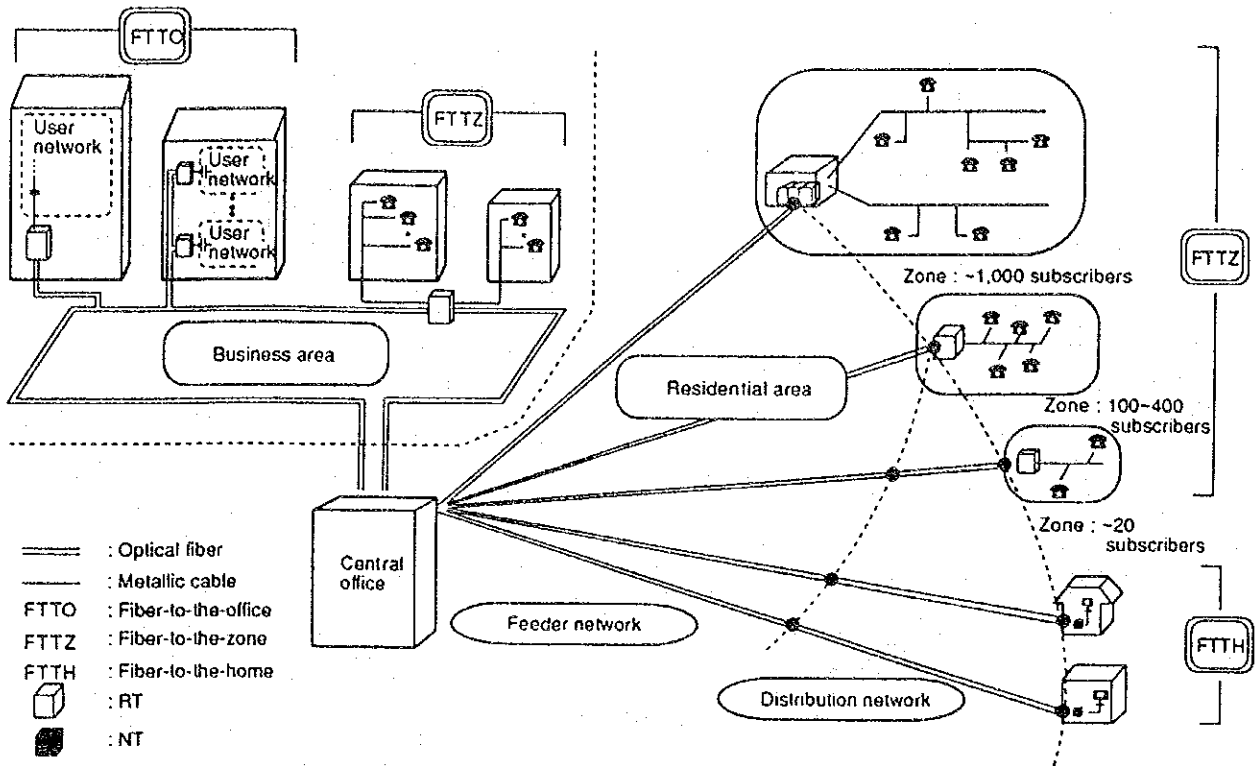 FTTO
User
network
User
network
User
network
FTTZ
Business area
Zone : ~1,000 subscribers
FTTZ
Residential area
Zone : 100~400
subscribers
Zone : ~20
subscribers
Central
office
Feeder network
Distribution network
FTTH
: Optical fiber
: Metallic cable
FTTO : Fiber-to-the-office
FTTZ : Fiber-to-the-zone
FTTH : Fiber-to-the-home
: RT
: NT